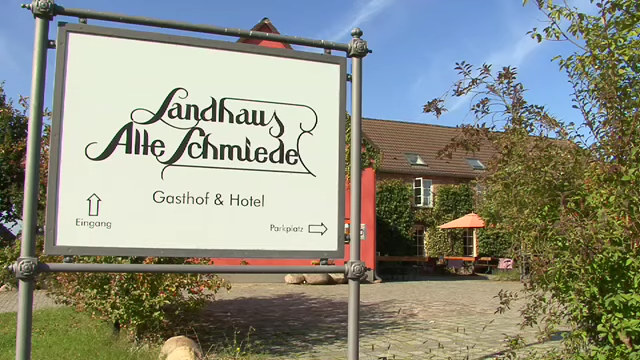 Landhaus
Alte Schmiede
Gasthof & Hotel
Eingang
Parkplatz